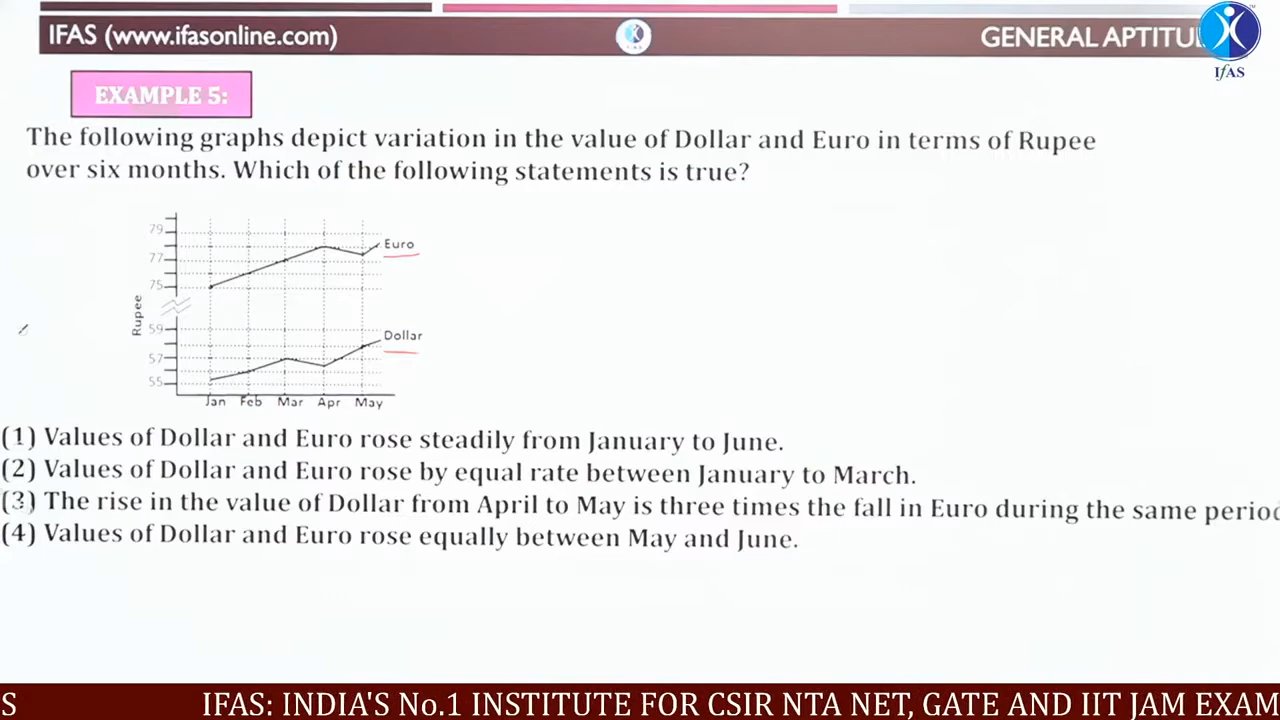 IFAS (www.ifasonline.com)
GENERAL APTITU
IfAS
EXAMPLE 5:
The following graphs depict variation in the value of Dollar and Euro in terms of Rupee
over six months. Which of the following statements is true?
79
77
75
59
57
55
Rupee
Euro
Dollar
Jan Feb Mar Apr May
(1) Values of Dollar and Euro rose steadily from January to June.
(2) Values of Dollar and Euro rose by equal rate between January to March.
(3) The rise in the value of Dollar from April to May is three times the fall in Euro during the same perio
(4) Values of Dollar and Euro rose equally between May and June.
S IFAS: INDIA'S No.1 INSTITUTE FOR CSIR NTA NET, GATE AND IIT JAM EXAM